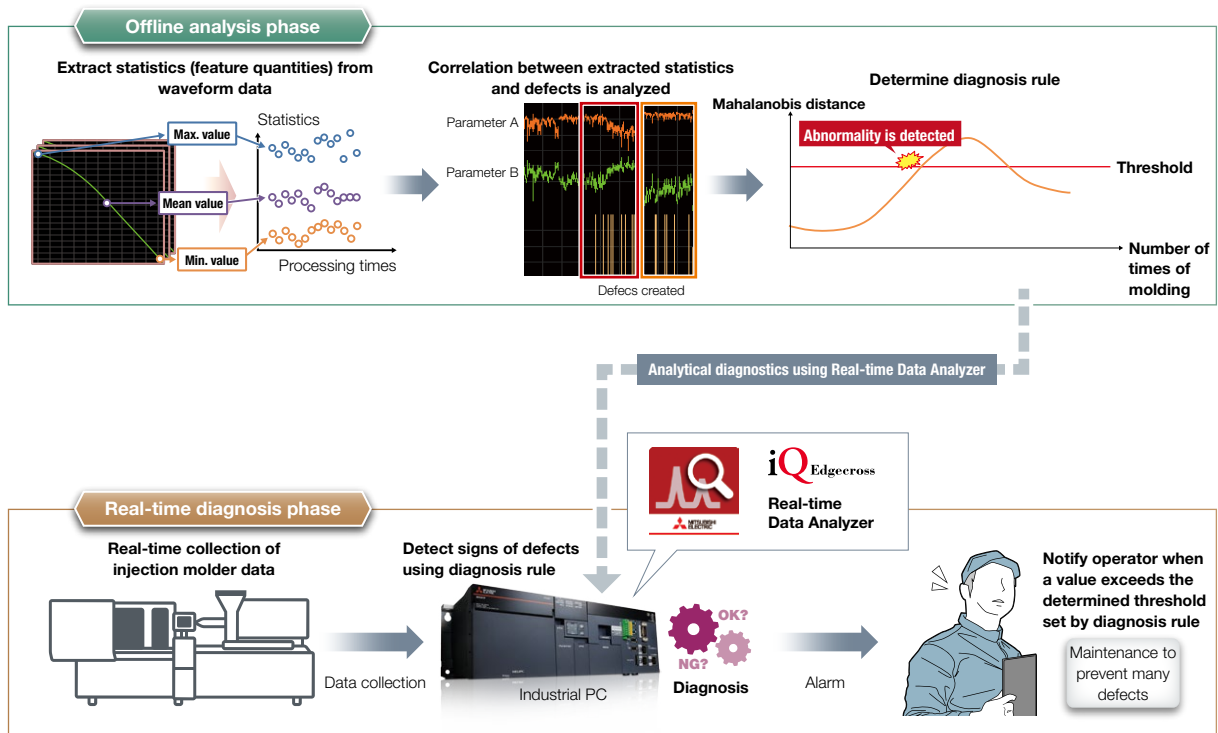 Offline analysis phase
Extract statistics (feature quantities) from
waveform data
Max. value
Mean value
Min. value
Statistics
Processing times
Correlation between extracted statistics
and defects is analyzed
Parameter A
Parameter B
Defecs created
Determine diagnosis rule
Mahalanobis distance
Abnormality is detected
Threshold
Number of
times of
molding
Analytical diagnostics using Real-time Data Analyzer
MITSUBISHI
ELECTRIC
iQ Edgecross
Real-time
Data Analyzer
Real-time diagnosis phase
Real-time collection of
injection molder data
Data collection
Detect signs of defects
using diagnosis rule
Industrial PC
OK?
NG?
Diagnosis
Alarm
Notify operator when
a value exceeds the
determined threshold
set by diagnosis rule
Maintenance to
prevent many
defects